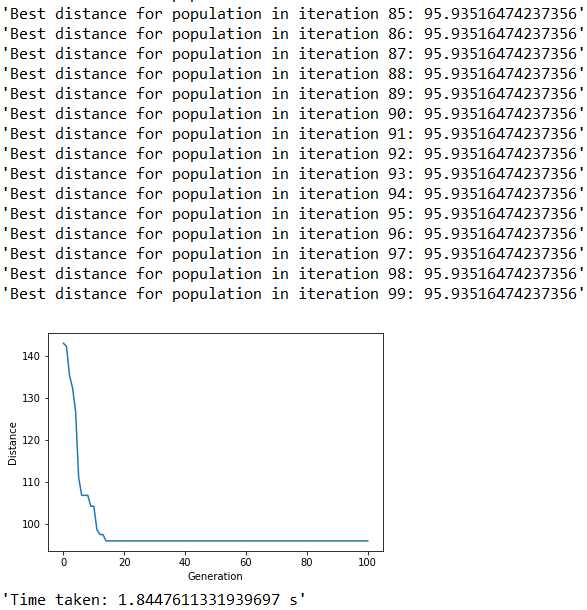 'Best distance for population in iteration 85: 95.93516474237356'
'Best distance for population in iteration 86: 95.93516474237356'
'Best distance for population in iteration 87: 95.93516474237356'
'Best distance for population in iteration 88: 95.93516474237356'
'Best distance for population in iteration 89: 95.93516474237356'
'Best distance for population in iteration 90: 95.93516474237356'
'Best distance for population in iteration 91: 95.93516474237356'
'Best distance for population in iteration 92: 95.93516474237356'
'Best distance for population in iteration 93: 95.93516474237356'
'Best distance for population in iteration 94: 95.93516474237356'
'Best distance for population in iteration 95: 95.93516474237356'
'Best distance for population in iteration 96: 95.93516474237356'
'Best distance for population in iteration 97: 95.93516474237356'
'Best distance for population in iteration 98: 95.93516474237356'
'Best distance for population in iteration 99: 95.93516474237356'
140
130
120
110
100
Distance
0 20 40 60 80 100
Generation
'Time taken: 1.8447611331939697 s'